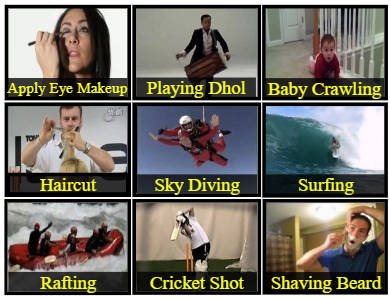 Apply Eye Makeup
Playing Dhol
Baby Crawling
Haircut
Sky Diving
Surfing
Rafting
Cricket Shot
Shaving Beard